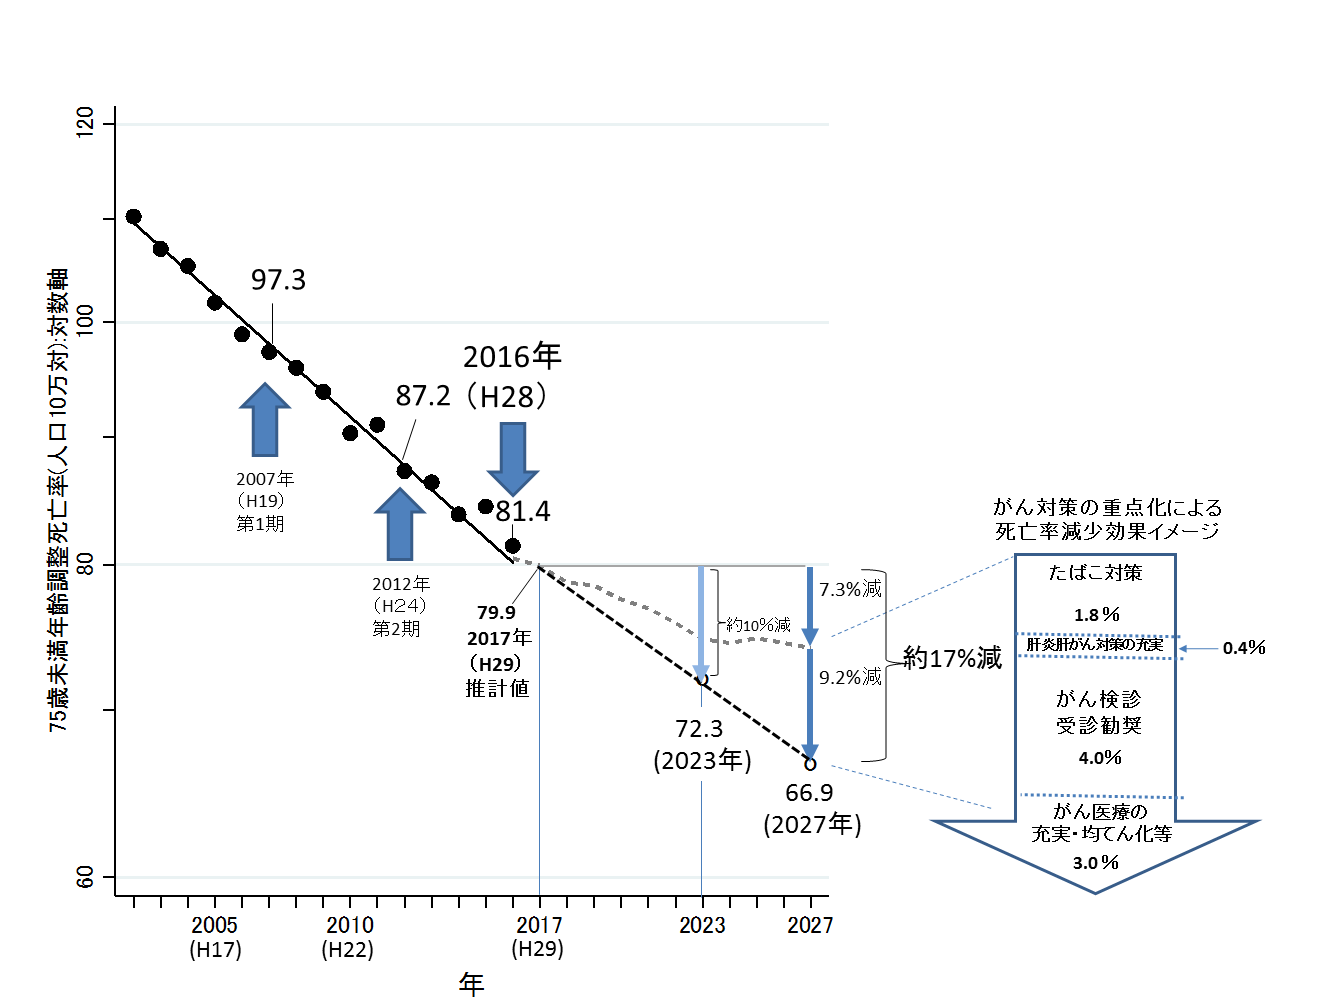 75歳未満年齢調整死亡率(人口10万対):対数軸
120
100
80
60
97.3
87.2
2016年
（H28）
81.4
2007年
（H19）
第1期
2012年
（H24）
第2期
79.9
2017年
（H29）
推計値
約10%減
7.3%減
9.2%減
約17%減
72.3
(2023年)
66.9
(2027年)
がん対策の重点化による
死亡率減少効果イメージ
たばこ対策
1.8％
肝炎肝がん対策の充実
0.4%
がん検診
受診勧奨
4.0%
がん医療の
充実・均てん化等
3.0％
2005
(H17)
2010
(H22)
2017
(H29)
2023
2027
年